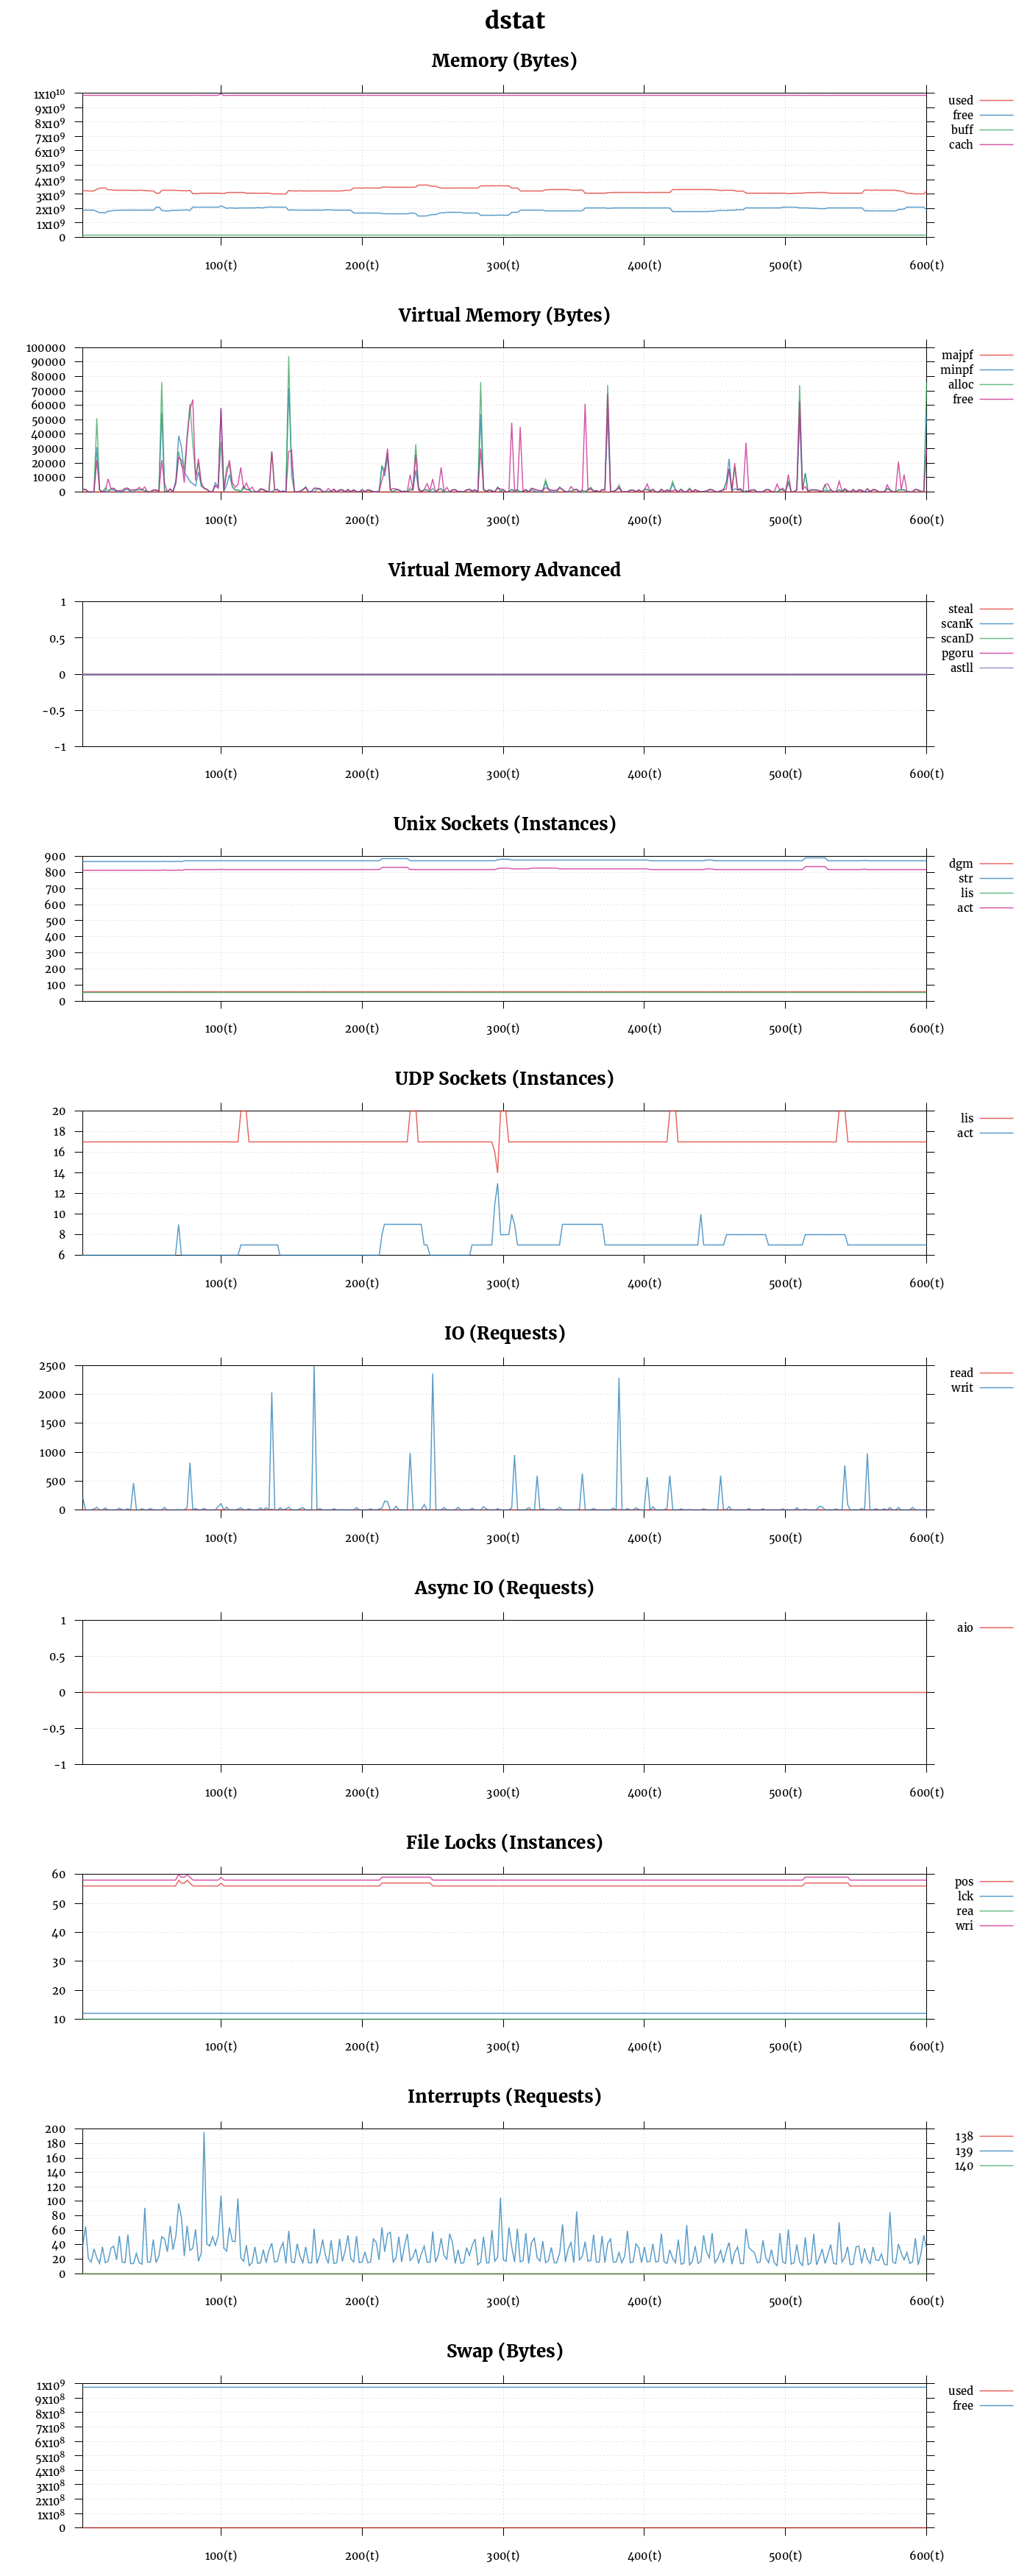 dstat
Memory (Bytes)
1x10¹⁰
9x10⁹
8x10⁹
7x10⁹
6x10⁹
5x10⁹
4x10⁹
3x10⁹
2x10⁹
1x10⁹
0
used
free
buff
cach
100(t) 200(t) 300(t) 400(t) 500(t) 600(t)
Virtual Memory (Bytes)
100000
90000
80000
70000
60000
50000
40000
30000
20000
10000
0
majpf
minpf
alloc
free
100(t) 200(t) 300(t) 400(t) 500(t) 600(t)
Virtual Memory Advanced
1
0.5
0
-0.5
-1
steal
scanK
scanD
pgoru
astll
100(t) 200(t) 300(t) 400(t) 500(t) 600(t)
Unix Sockets (Instances)
900
800
700
600
500
400
300
200
100
0
dgm
str
lis
act
100(t) 200(t) 300(t) 400(t) 500(t) 600(t)
UDP Sockets (Instances)
20
18
16
14
12
10
8
6
lis
act
100(t) 200(t) 300(t) 400(t) 500(t) 600(t)
IO (Requests)
2500
2000
1500
1000
500
0
read
writ
100(t) 200(t) 300(t) 400(t) 500(t) 600(t)
Async IO (Requests)
1
0.5
0
-0.5
-1
aio
100(t) 200(t) 300(t) 400(t) 500(t) 600(t)
File Locks (Instances)
60
50
40
30
20
10
pos
lck
rea
wri
100(t) 200(t) 300(t) 400(t) 500(t) 600(t)
Interrupts (Requests)
200
180
160
140
120
100
80
60
40
20
0
138
139
140
100(t) 200(t) 300(t) 400(t) 500(t) 600(t)
Swap (Bytes)
1x10⁹
9x10⁸
8x10⁸
7x10⁸
6x10⁸
5x10⁸
4x10⁸
3x10⁸
2x10⁸
1x10⁸
0
used
free
100(t) 200(t) 300(t) 400(t) 500(t) 600(t)